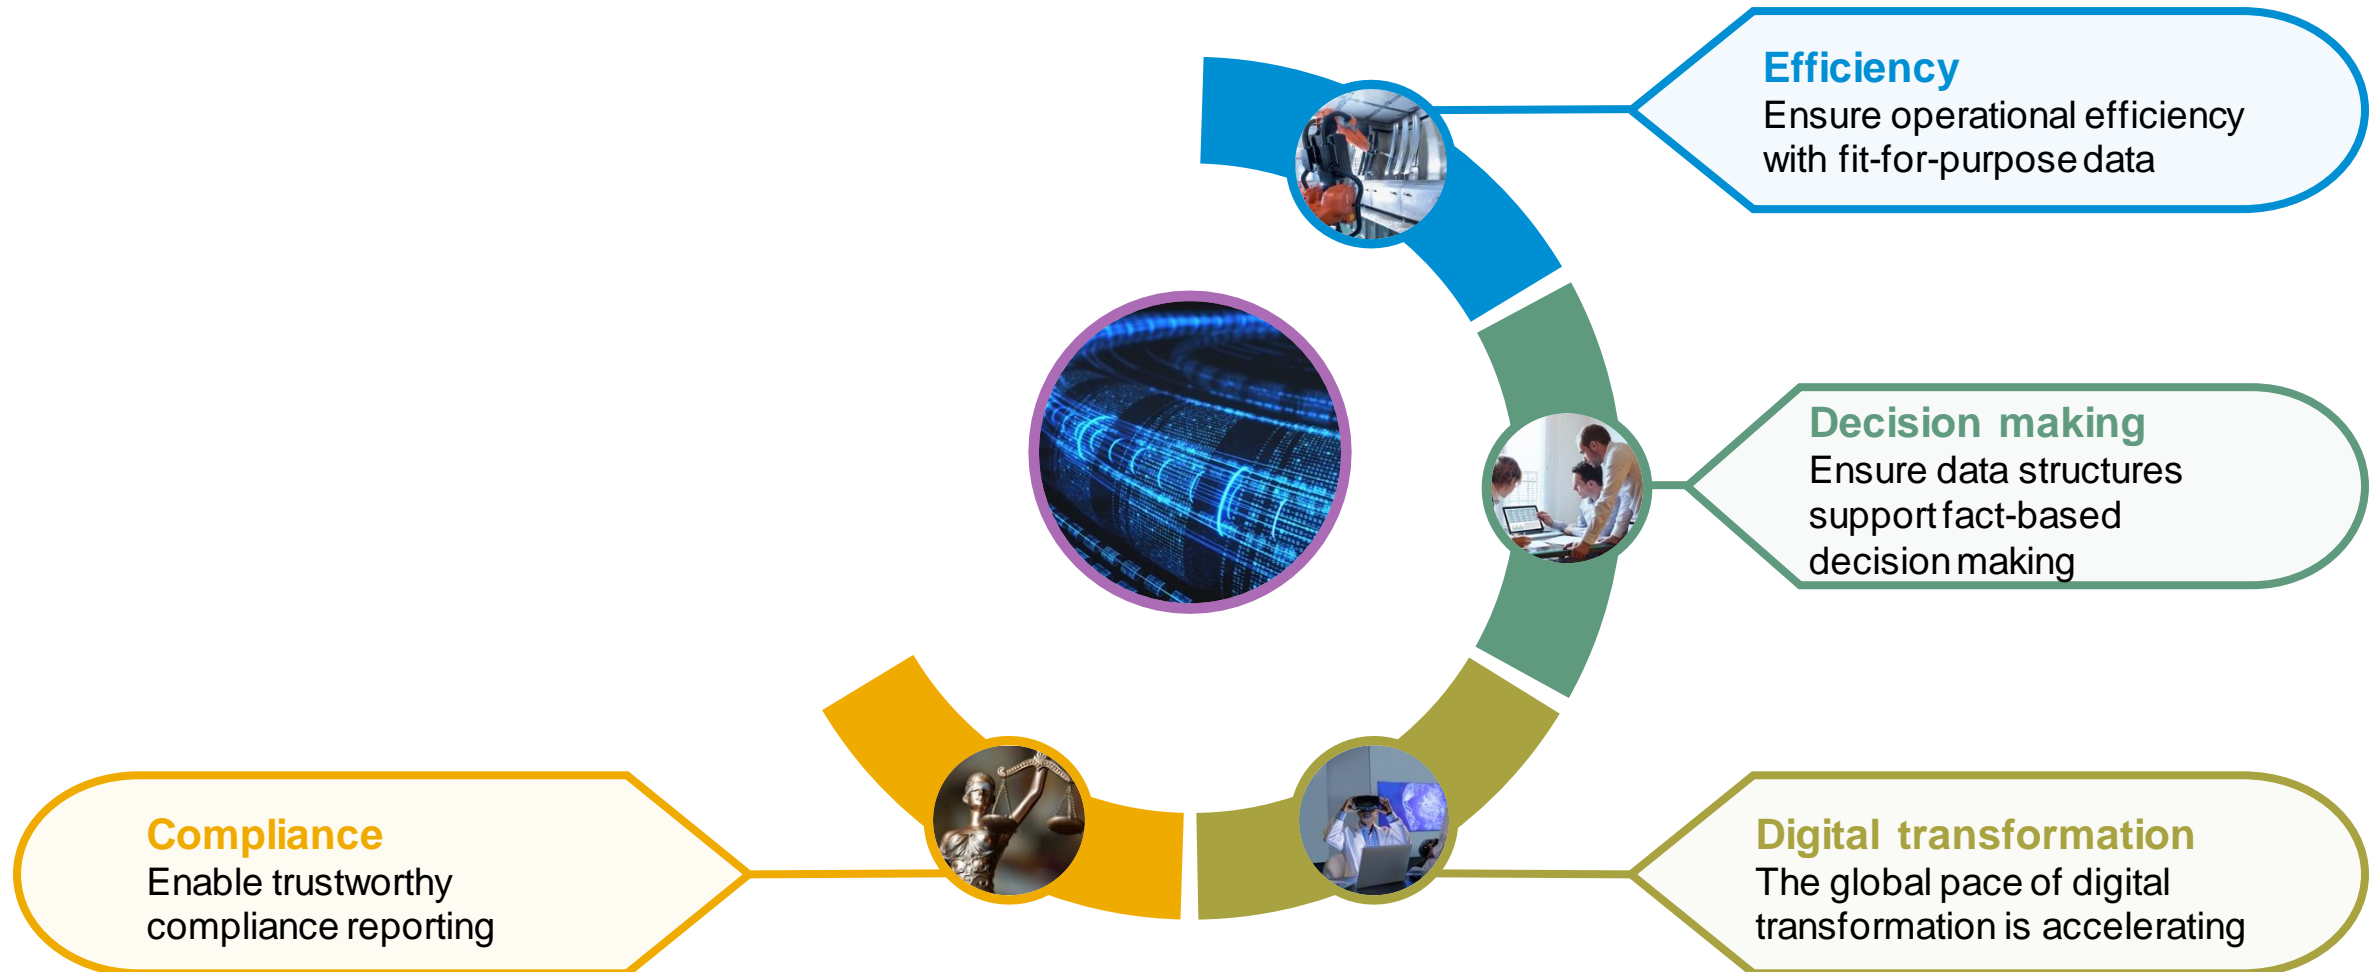 Efficiency
Ensure operational efficiency
with fit-for-purpose data
Decision making
Ensure data structures
support fact-based
decision making
Digital transformation
The global pace of digital
transformation is accelerating
Compliance
Enable trustworthy
compliance reporting